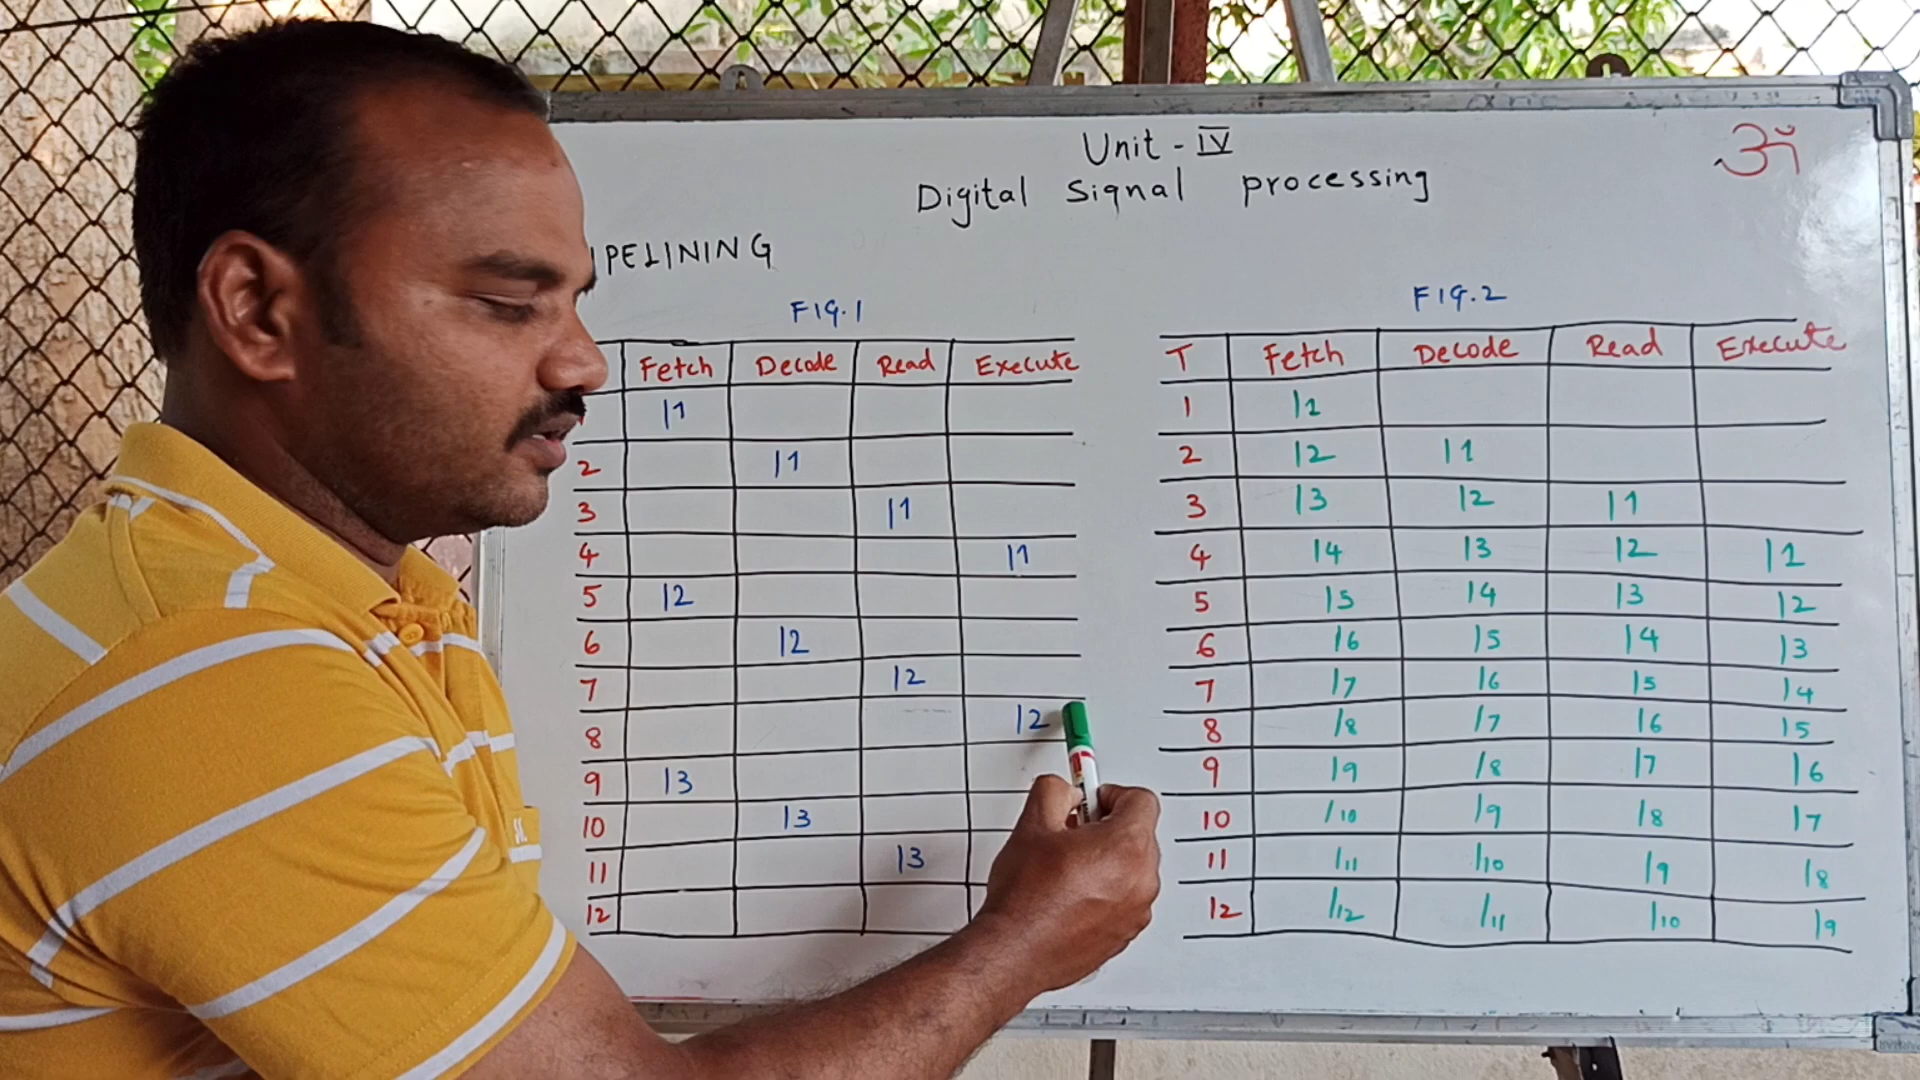 Unit - IV
ॐ
Digital Signal processing
IPELINING
FIG.1
Fetch Decode Read Execute
I1
2 I1
3 I1
4 I1
5 I2
6 I2
7 I2
8 I2
9 I3
10 I3
11 I3
12
FIG.2
T Fetch Decode Read Execute
1 I1
2 I2 I1
3 I3 I2 I1
4 I4 I3 I2 I1
5 I5 I4 I3 I2
6 I6 I5 I4 I3
7 I7 I6 I5 I4
8 I8 I7 I6 I5
9 I9 I8 I7 I6
10 I10 I9 I8 I7
11 I11 I10 I9 I8
12 I12 I11 I10 I9